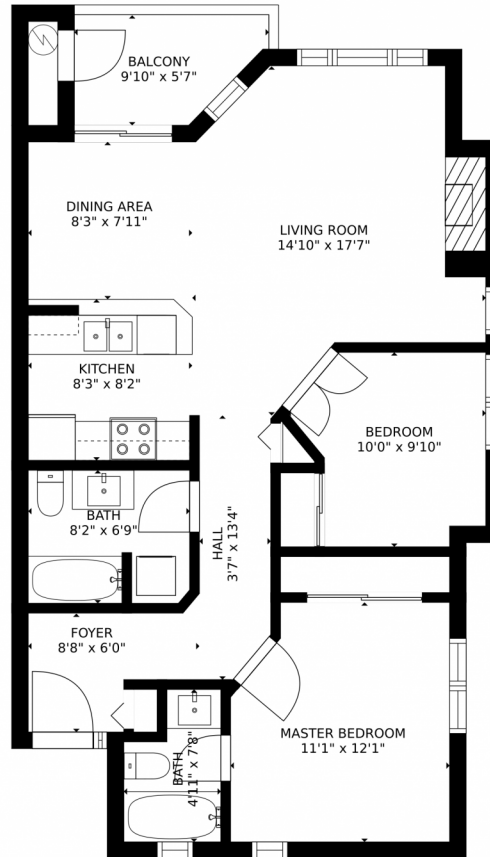 BALCONY
9'10" x 5'7"
DINING AREA
8'3" x 7'11"
LIVING ROOM
14'10" x 17'7"
KITCHEN
8'3" x 8'2"
BEDROOM
10'0" x 9'10"
BATH
8'2" x 6'9"
HALL
3'7" x 13'4"
FOYER
8'8" x 6'0"
MASTER BEDROOM
11'1" x 12'1"
BATH
4'11" x 7'8"